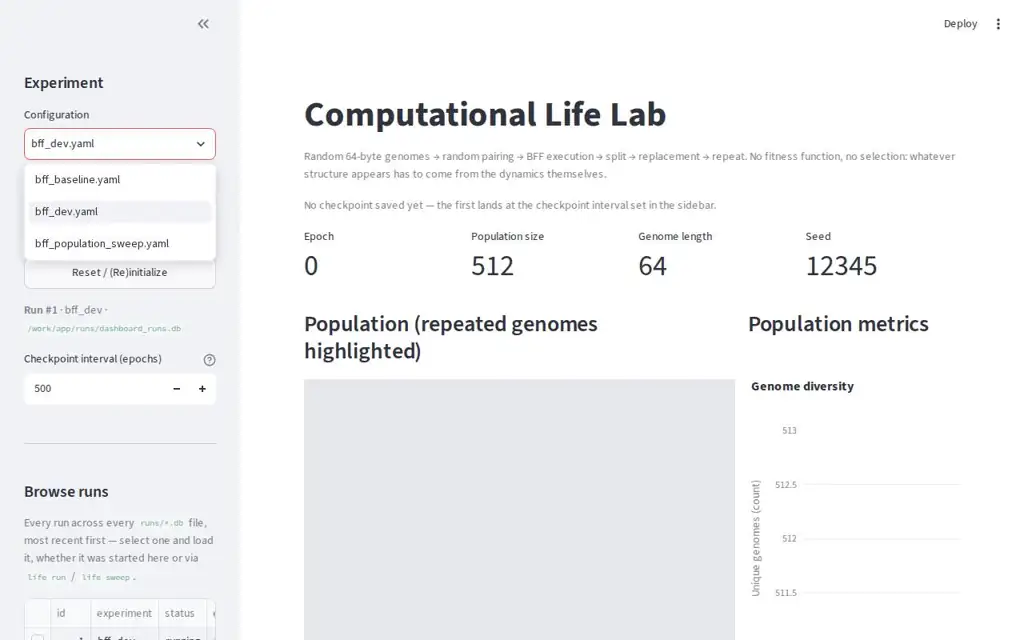 Deploy
Experiment
Configuration
bff_dev.yaml
bff_baseline.yaml
bff_dev.yaml
bff_population_sweep.yaml
Reset / (Re)initialize
Run #1 · bff_dev ·
/work/app/runs/dashboard_runs.db
Checkpoint interval (epochs)
500
Browse runs
Every run across every runs/*.db file,
most recent first — select one and load
it, whether it was started here or via
life run / life sweep.
id experiment status
Computational Life Lab
Random 64-byte genomes → random pairing → BFF execution → split → replacement → repeat. No fitness function, no selection: whatever
structure appears has to come from the dynamics themselves.
No checkpoint saved yet — the first lands at the checkpoint interval set in the sidebar.
Epoch Population size Genome length Seed
0 512 64 12345
Population (repeated genomes
highlighted)
Population metrics
Genome diversity
513
512.5
512
511.5
Unique genomes (count)